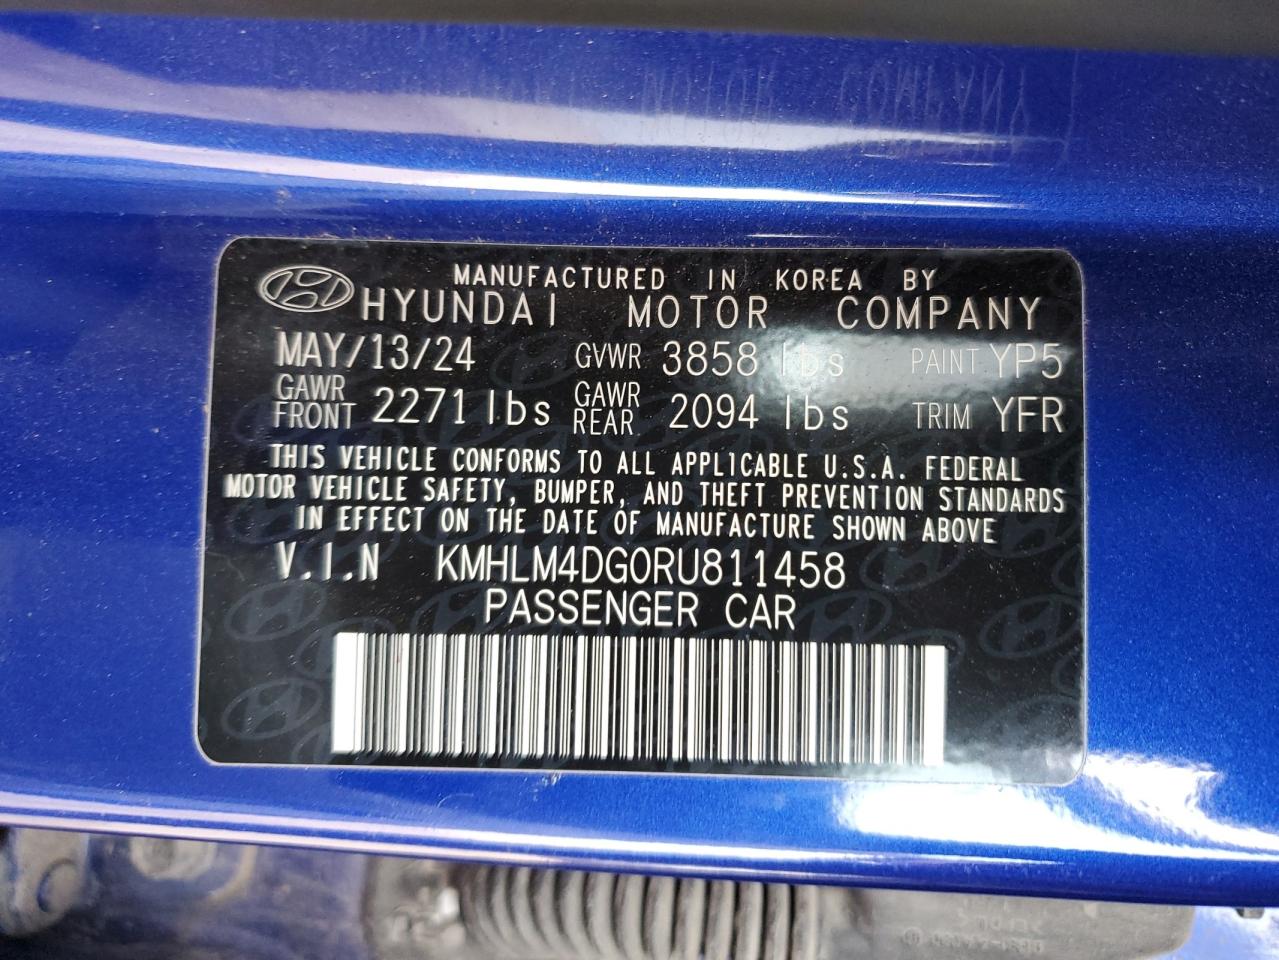 MANUFACTURED IN KOREA BY
HYUNDAI MOTOR COMPANY
MAY/13/24 GVWR 3858 lbs PAINT YP5
GAWR FRONT 2271 lbs GAWR REAR 2094 lbs TRIM YFR
THIS VEHICLE CONFORMS TO ALL APPLICABLE U.S.A. FEDERAL
MOTOR VEHICLE SAFETY, BUMPER, AND THEFT PREVENTION STANDARDS
IN EFFECT ON THE DATE OF MANUFACTURE SHOWN ABOVE
V.I.N KMHLM4DG0RU811458
PASSENGER CAR